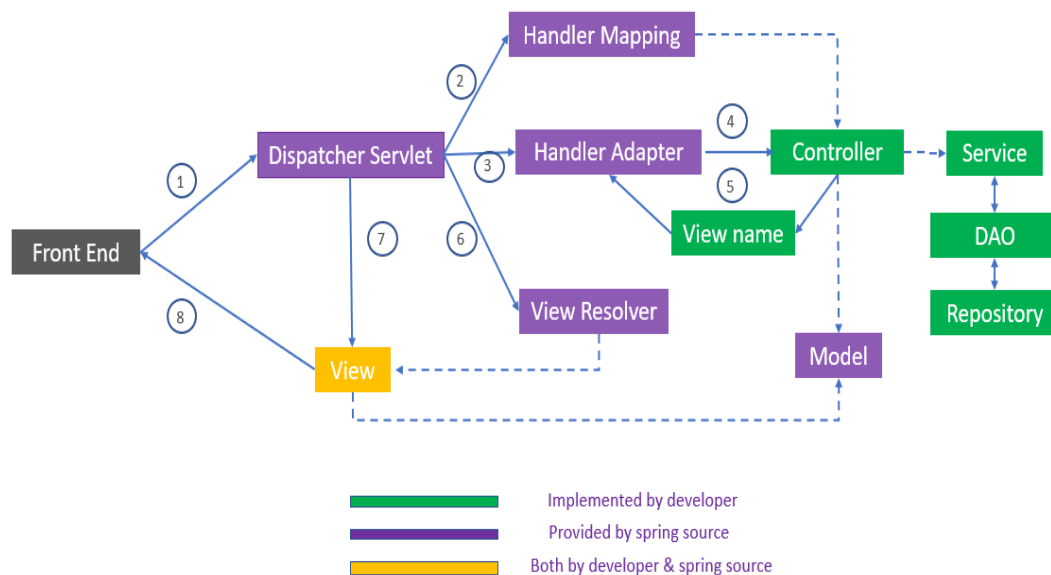 Handler Mapping
2
Dispatcher Servlet
3
Handler Adapter
4
Controller
Service
1
5
View name
DAO
Front End
7
6
8
View Resolver
Repository
View
Model
Implemented by developer
Provided by spring source
Both by developer & spring source